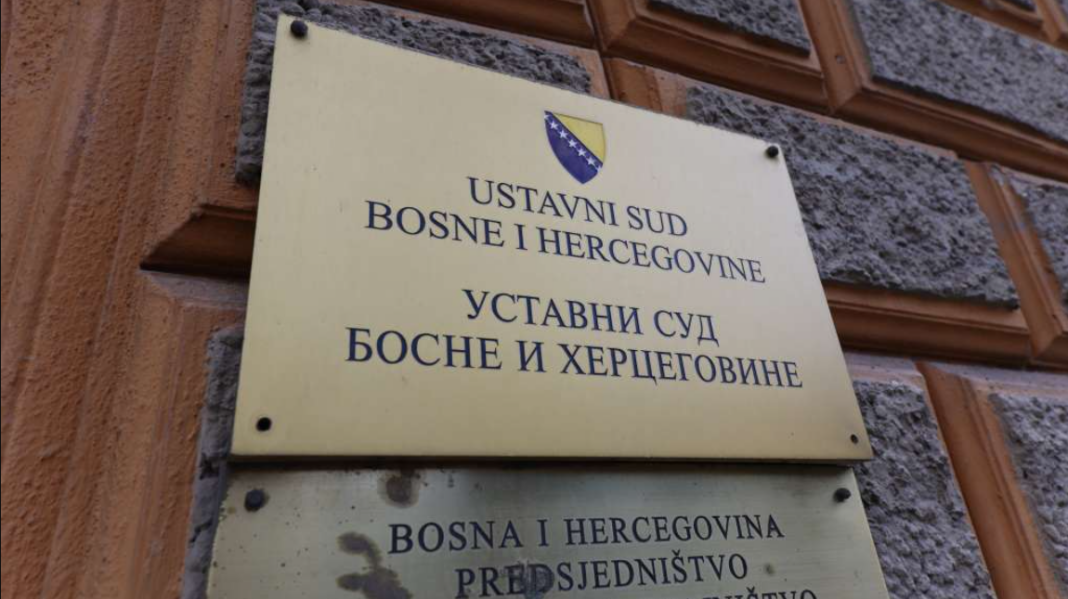 USTAVNI SUD
BOSNE I HERCEGOVINE
УСТАВНИ СУД
БОСНЕ И ХЕРЦЕГОВИНЕ
BOSNA I HERCEGOVINA
PREDSJEDNIŠTVO